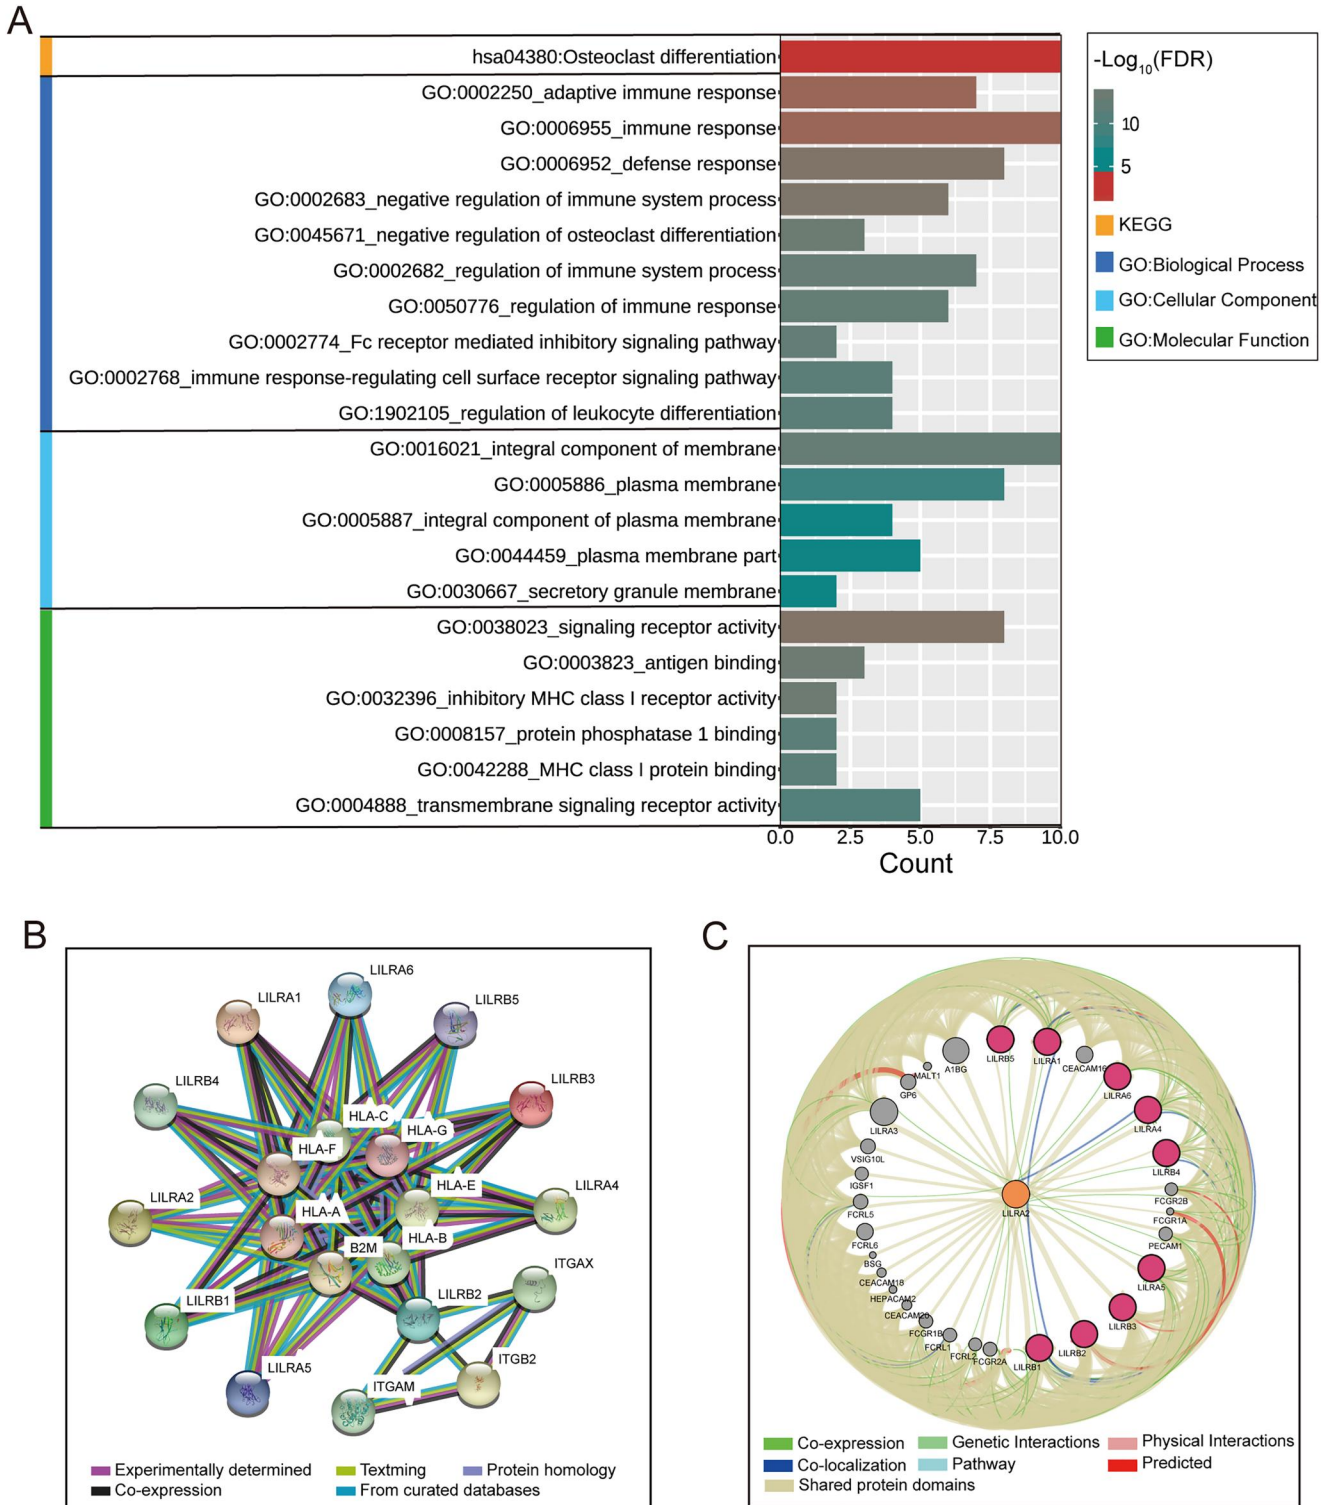 A
hsa04380:Osteoclast differentiation
GO:0002250_adaptive immune response
GO:0006955_immune response
GO:0006952_defense response
GO:0002683_negative regulation of immune system process
GO:0045671_negative regulation of osteoclast differentiation
GO:0002682_regulation of immune system process
GO:0050776_regulation of immune response
GO:0002774_Fc receptor mediated inhibitory signaling pathway
GO:0002768_immune response-regulating cell surface receptor signaling pathway
GO:1902105_regulation of leukocyte differentiation
GO:0016021_integral component of membrane
GO:0005886_plasma membrane
GO:0005887_integral component of plasma membrane
GO:0044459_plasma membrane part
GO:0030667_secretory granule membrane
GO:0038023_signaling receptor activity
GO:0003823_antigen binding
GO:0032396_inhibitory MHC class I receptor activity
GO:0008157_protein phosphatase 1 binding
GO:0042288_MHC class I protein binding
GO:0004888_transmembrane signaling receptor activity
0.0 2.5 5.0 7.5 10.0
Count
-Log10(FDR)
10
5
KEGG
GO:Biological Process
GO:Cellular Component
GO:Molecular Function
B
LILRA6
LILRA1
LILRB5
LILRB4
LILRB3
HLA-C
HLA-G
HLA-F
HLA-E
LILRA4
LILRA2
HLA-A
HLA-B
B2M
ITGAX
LILRB1
LILRB2
ITGB2
LILRA5
ITGAM
Experimentally determined
Textming
Protein homology
Co-expression
From curated databases
C
LILRB5
LILRA1
CEACAM16
A1BG
MALT1
GP6
LILRA6
LILRA3
LILRA4
VSIG10L
LILRB4
IGSF1
FCGR2B
FCRL5
LILRA2
FCGR1A
FCRL6
PECAM1
BSG
CEACAM18
LILRA5
HEPACAM2
CEACAM20
LILRB3
FCGR1B
FCRL1
FCRL2
FCGR2A
LILRB1
LILRB2
Co-expression
Genetic Interactions
Physical Interactions
Co-localization
Pathway
Predicted
Shared protein domains